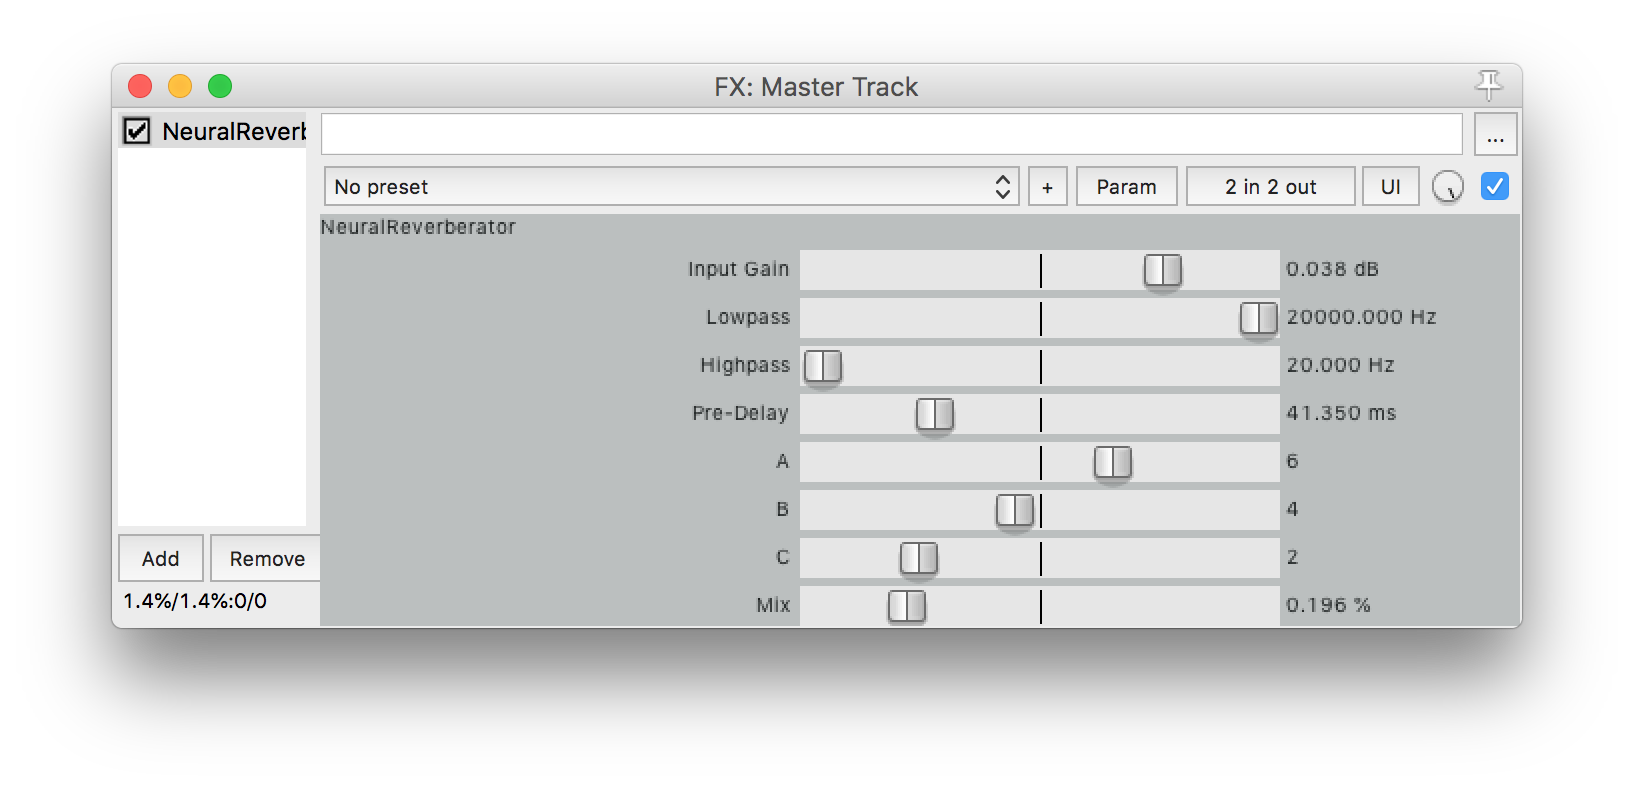 FX: Master Track
NeuralReverb
...
No preset
+
Param
2 in 2 out
UI
NeuralReverberator
Input Gain 0.038 dB
Lowpass 20000.000 Hz
Highpass 20.000 Hz
Pre-Delay 41.350 ms
A 6
B 4
C 2
Mix 0.196 %
Add
Remove
1.4%/1.4%:0/0